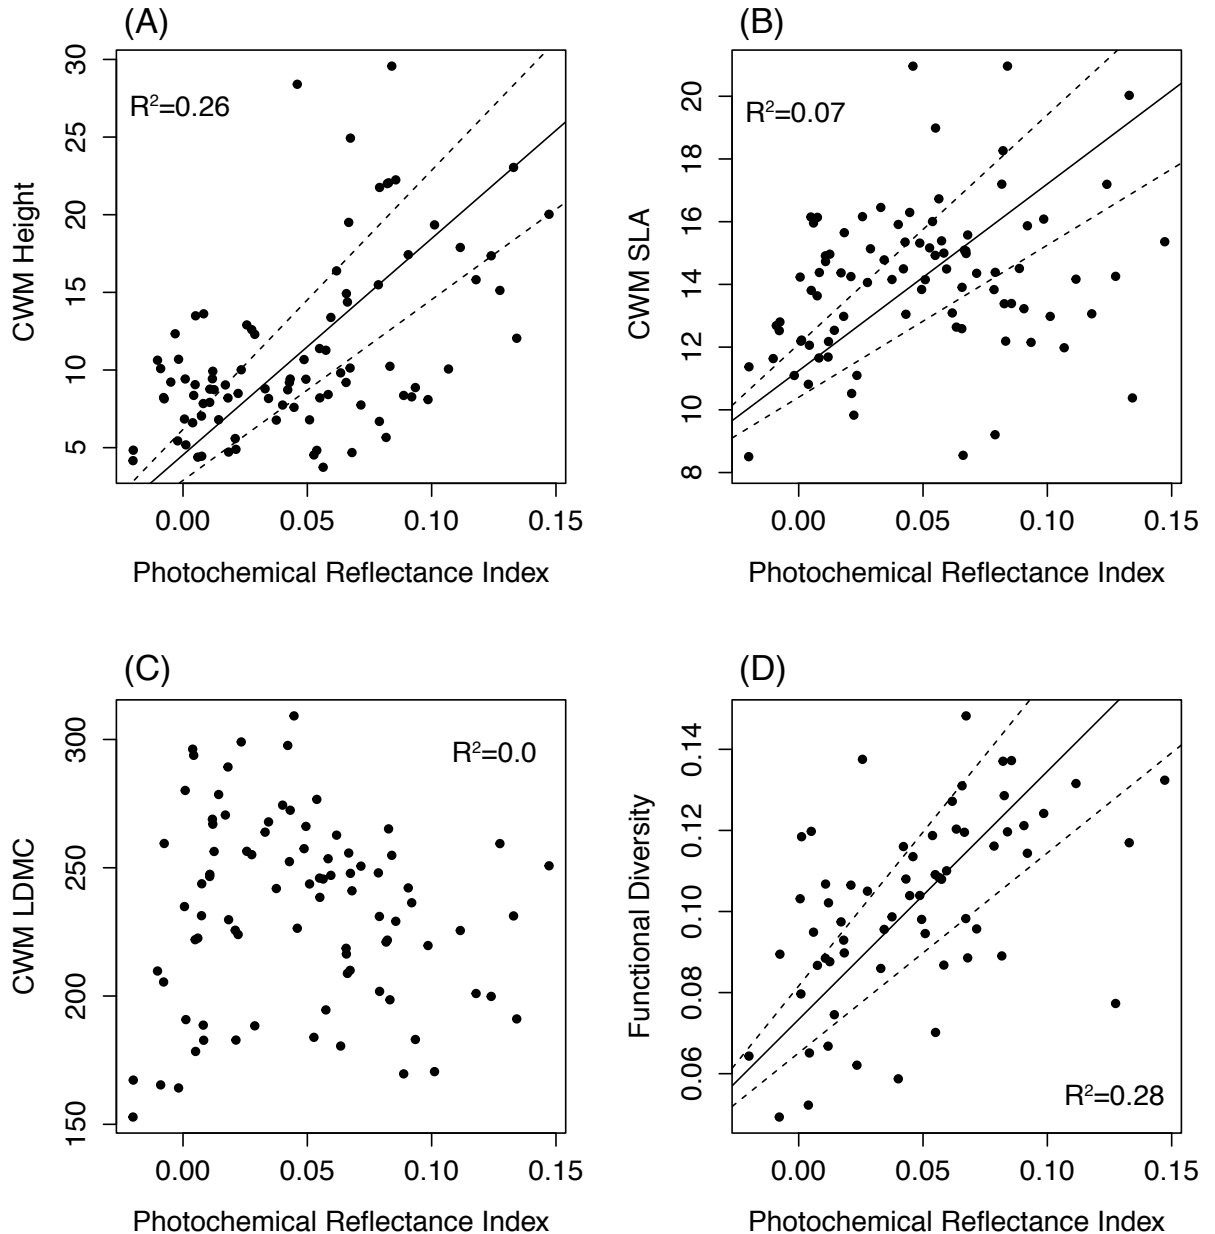 (A)
30
25
20
15
10
5
CWM Height
R²=0.26
0.00 0.05 0.10 0.15
Photochemical Reflectance Index
(B)
20
18
16
14
12
10
8
CWM SLA
R²=0.07
0.00 0.05 0.10 0.15
Photochemical Reflectance Index
(C)
300
250
200
150
CWM LDMC
R²=0.0
0.00 0.05 0.10 0.15
Photochemical Reflectance Index
(D)
0.14
0.12
0.10
0.08
0.06
Functional Diversity
R²=0.28
0.00 0.05 0.10 0.15
Photochemical Reflectance Index